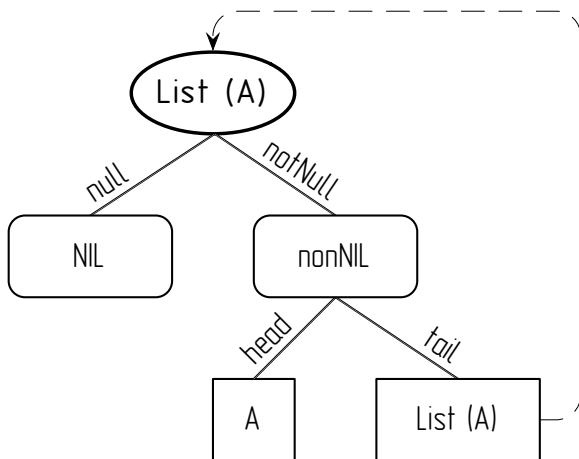 List (A)
null
notNull
NIL
nonNIL
head
tail
A
List (A)